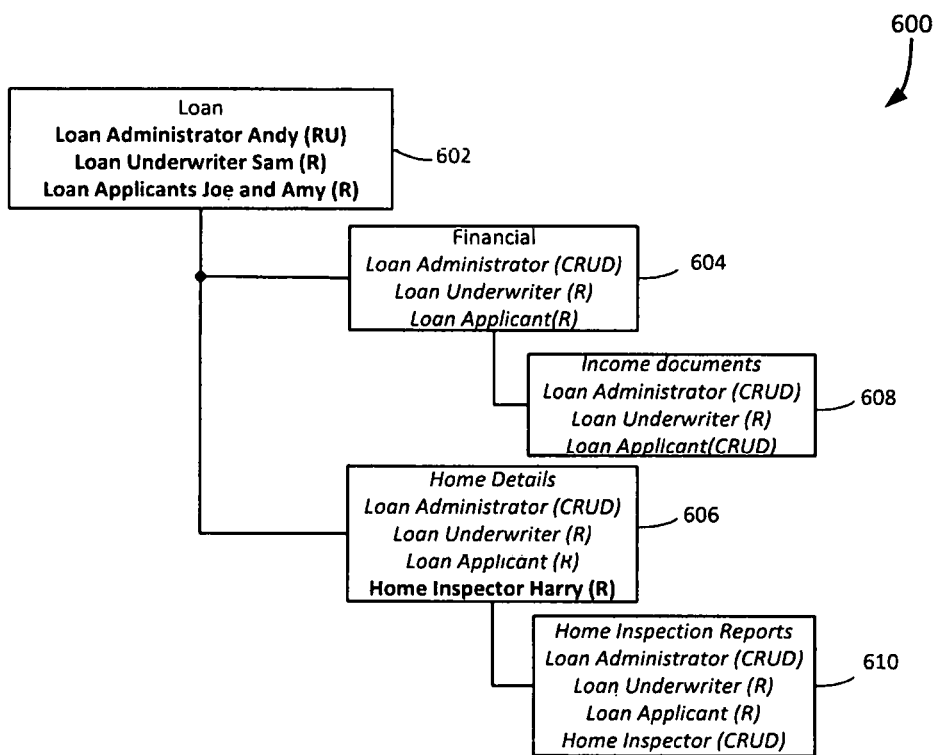 600
Loan
Loan Administrator Andy (RU)
Loan Underwriter Sam (R)
Loan Applicants Joe and Amy (R)
602
Financial
Loan Administrator (CRUD)
Loan Underwriter (R)
Loan Applicant(R)
604
Income documents
Loan Administrator (CRUD)
Loan Underwriter (R)
Loan Applicant(CRUD)
608
Home Details
Loan Administrator (CRUD)
Loan Underwriter (R)
Loan Applicant (R)
Home Inspector Harry (R)
606
Home Inspection Reports
Loan Administrator (CRUD)
Loan Underwriter (R)
Loan Applicant (R)
Home Inspector (CRUD)
610